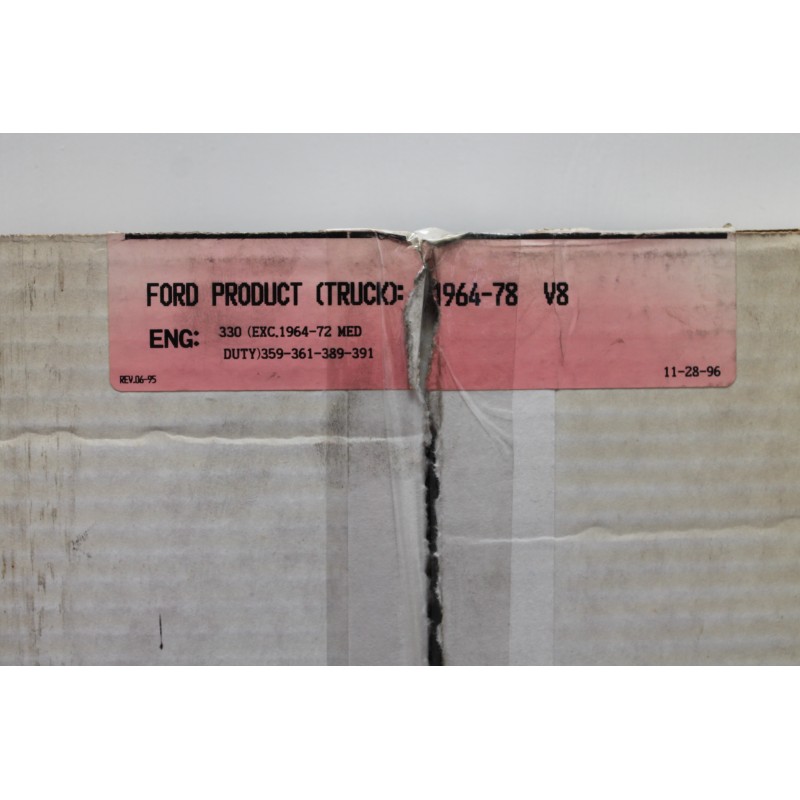 FORD PRODUCT (TRUCK): 1964-78 V8
ENG: 330 (EXC.1964-72 MED
DUTY)359-361-389-391
REV.06-95
11-28-96